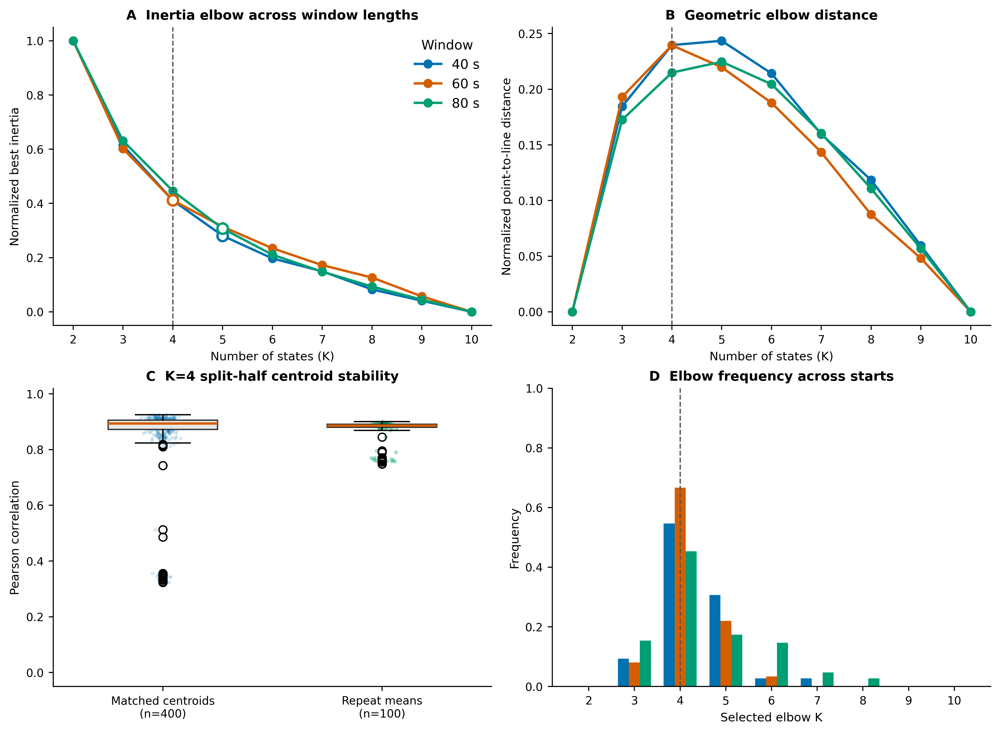 A  Inertia elbow across window lengths
Normalized best inertia
1.0
0.8
0.6
0.4
0.2
0.0
Window
40 s
60 s
80 s
2 3 4 5 6 7 8 9 10
Number of states (K)
B  Geometric elbow distance
Normalized point-to-line distance
0.25
0.20
0.15
0.10
0.05
0.00
2 3 4 5 6 7 8 9 10
Number of states (K)
C  K=4 split-half centroid stability
Pearson correlation
1.0
0.8
0.6
0.4
0.2
0.0
Matched centroids
(n=400)
Repeat means
(n=100)
D  Elbow frequency across starts
Frequency
1.0
0.8
0.6
0.4
0.2
0.0
2 3 4 5 6 7 8 9 10
Selected elbow K